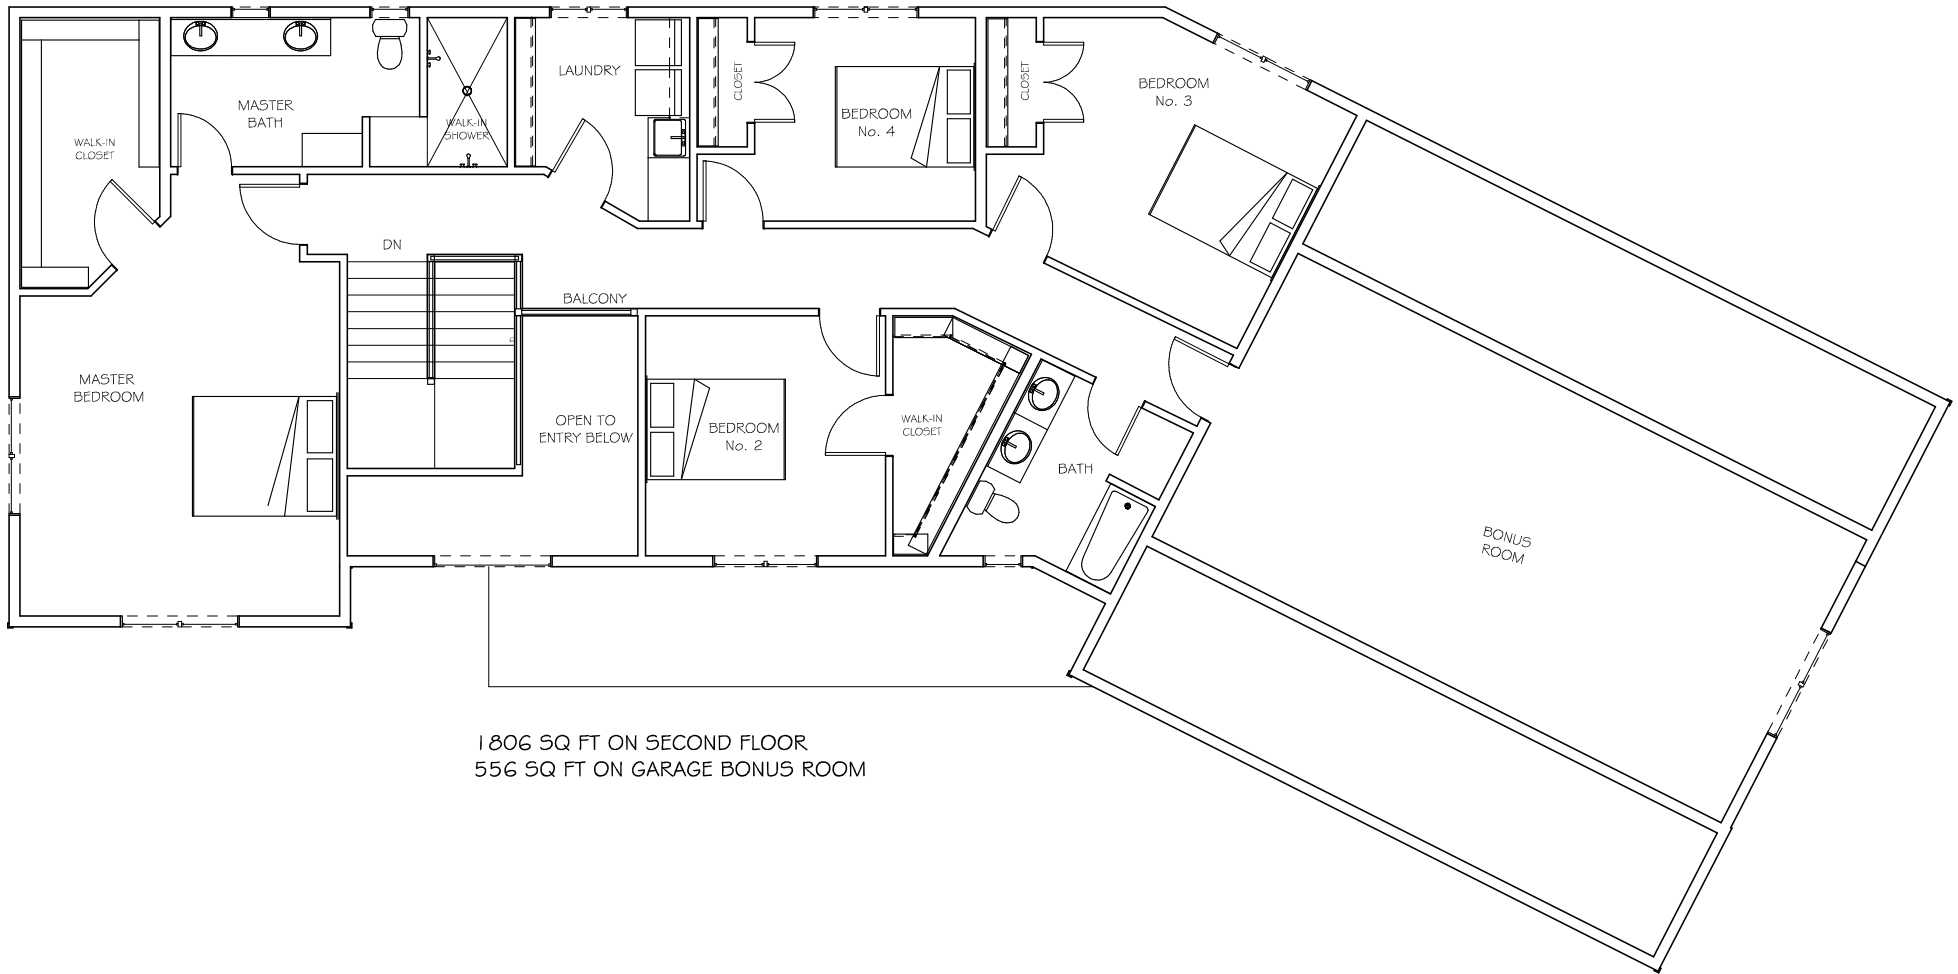 LAUNDRY
CLOSET
CLOSET
BEDROOM
No. 3
MASTER
BATH
BEDROOM
No. 4
WALK-IN
SHOWER
WALK-IN
CLOSET
DN
BALCONY
MASTER
BEDROOM
OPEN TO
ENTRY BELOW
BEDROOM
No. 2
WALK-IN
CLOSET
BATH
BONUS
ROOM
1806 SQ FT ON SECOND FLOOR
556 SQ FT ON GARAGE BONUS ROOM